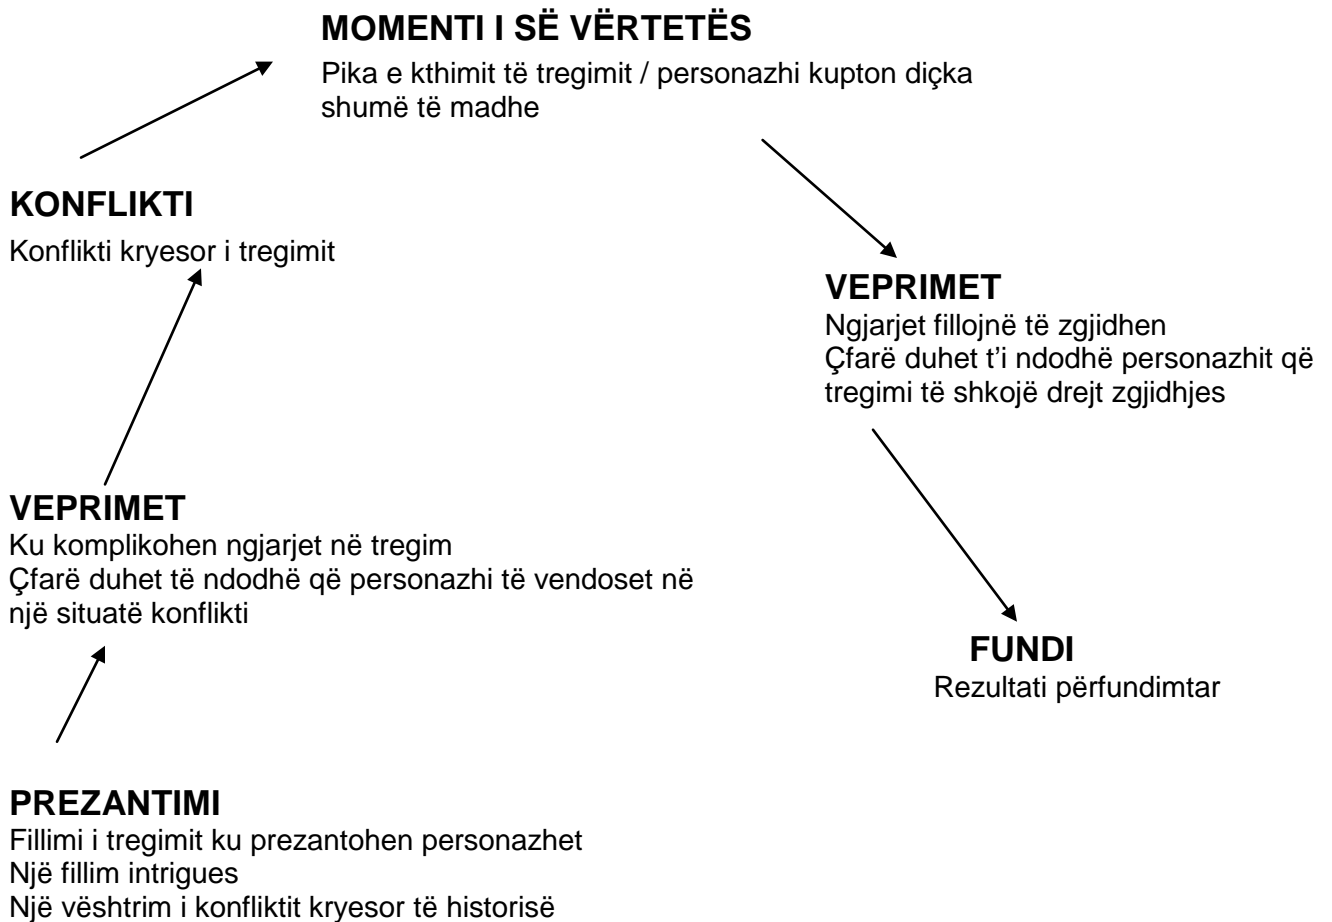 MOMENTI I SË VËRTETËS
Pika e kthimit të tregimit / personazhi kupton diçka
shumë të madhe
KONFLIKTI
Konflikti kryesor i tregimit
VEPRIMET
Ngjarjet fillojnë të zgjidhen
Çfarë duhet t’i ndodhë personazhit që
tregimi të shkojë drejt zgjidhjes
VEPRIMET
Ku komplikohen ngjarjet në tregim
Çfarë duhet të ndodhë që personazhi të vendoset në
një situatë konflikti
FUNDI
Rezultati përfundimtar
PREZANTIMI
Fillimi i tregimit ku prezantohen personazhet
Një fillim intrigues
Një vështrim i konfliktit kryesor të historisë